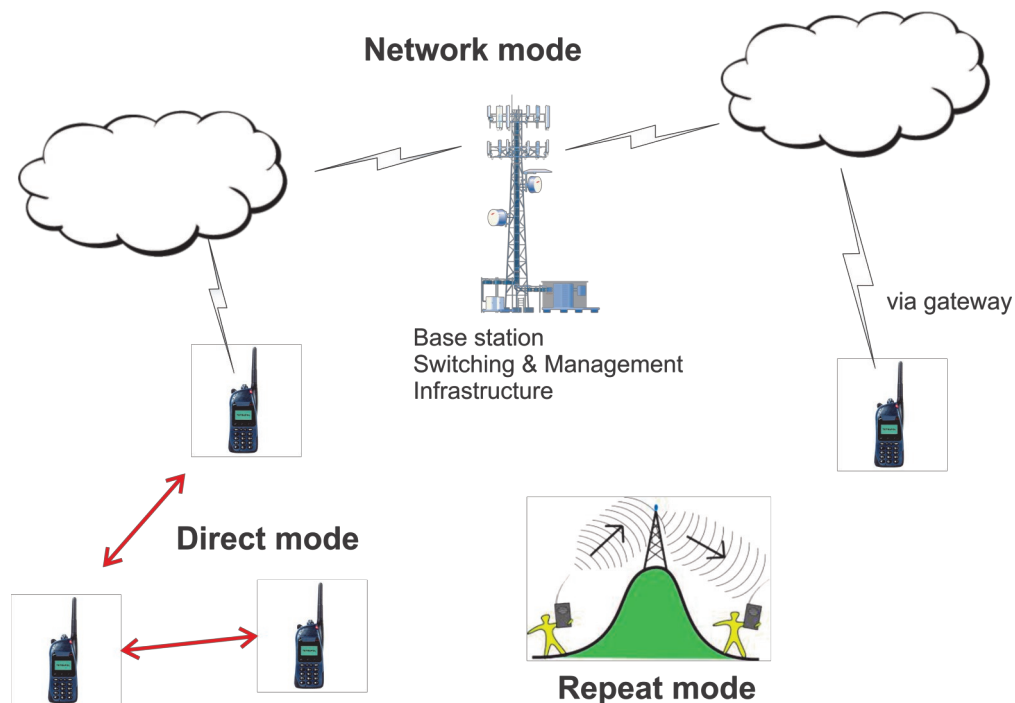 Network mode
via gateway
Base station
Switching & Management
Infrastructure
Direct mode
Repeat mode